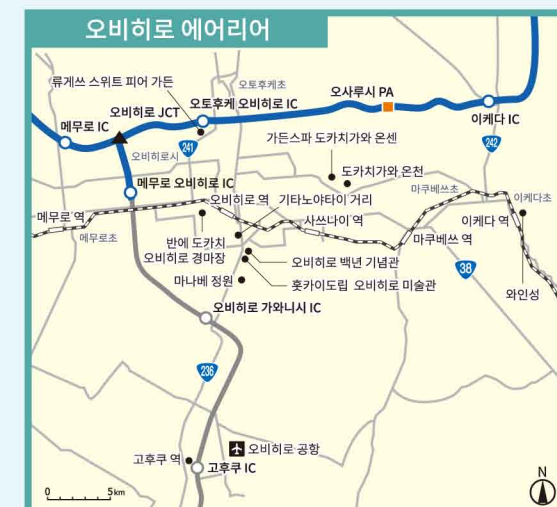 오비히로 에어리어
류게쓰 스위트 피어 가든
오토후케초
오사루시 PA
오비히로 JCT
오토후케 오비히로 IC
메무로 IC
이케다 IC
241
242
가든스파 도카치가와 온센
오비히로시
도카치가와 온천
메무로 오비히로 IC
마쿠베쓰초
이케다초
오비히로 역
기타노야타이 거리
메무로 역
사쓰나이 역
이케다 역
메무로초
반에 도카치
오비히로 경마장
마쿠베쓰 역
오비히로 백년 기념관
38
마나베 정원
홋카이도립 오비히로 미술관
와인성
오비히로 가와니시 IC
236
오비히로 공항
고후쿠 역
고후쿠 IC
N
0 5km